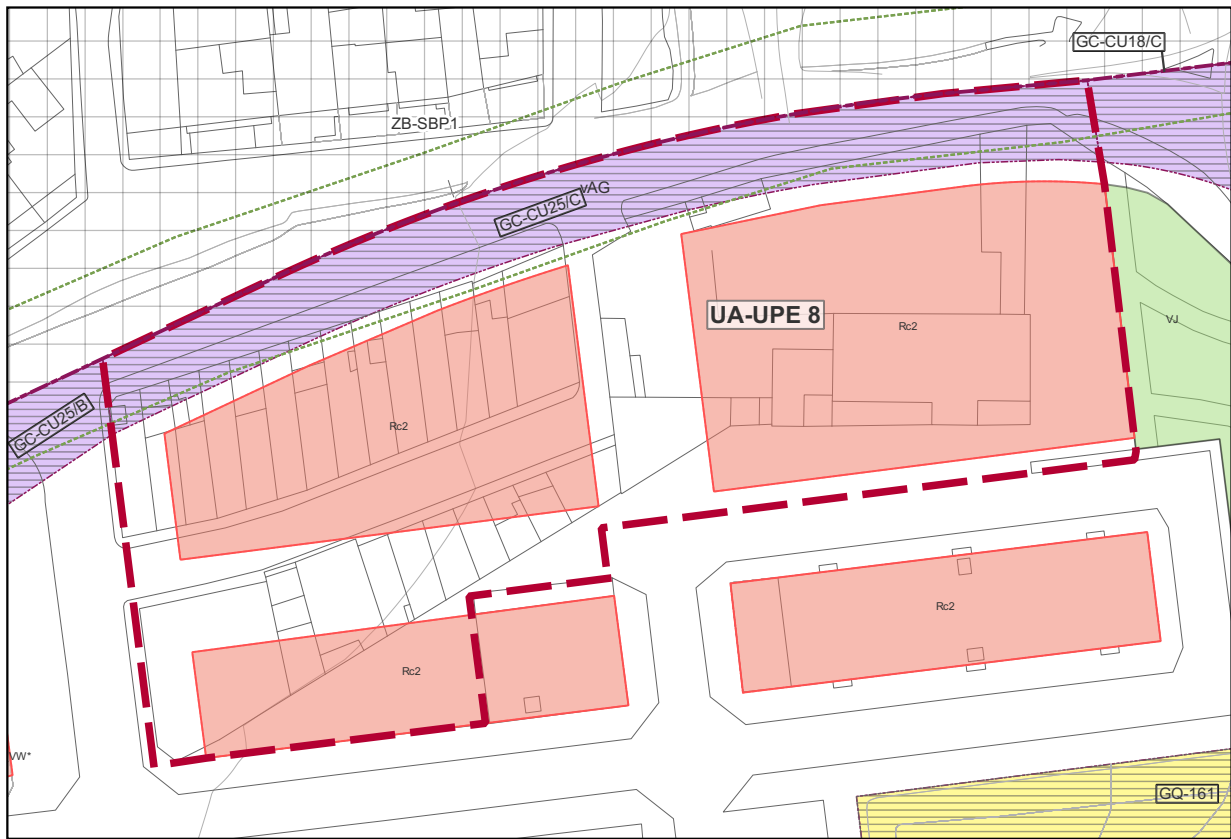 GC-CU18/C
ZB-SBP1
vAG
GC-CU25/C
UA-UPE 8
Rc2
VJ
GC-CU25/B
Rc2
Rc2
Rc2
VW*
GQ-161